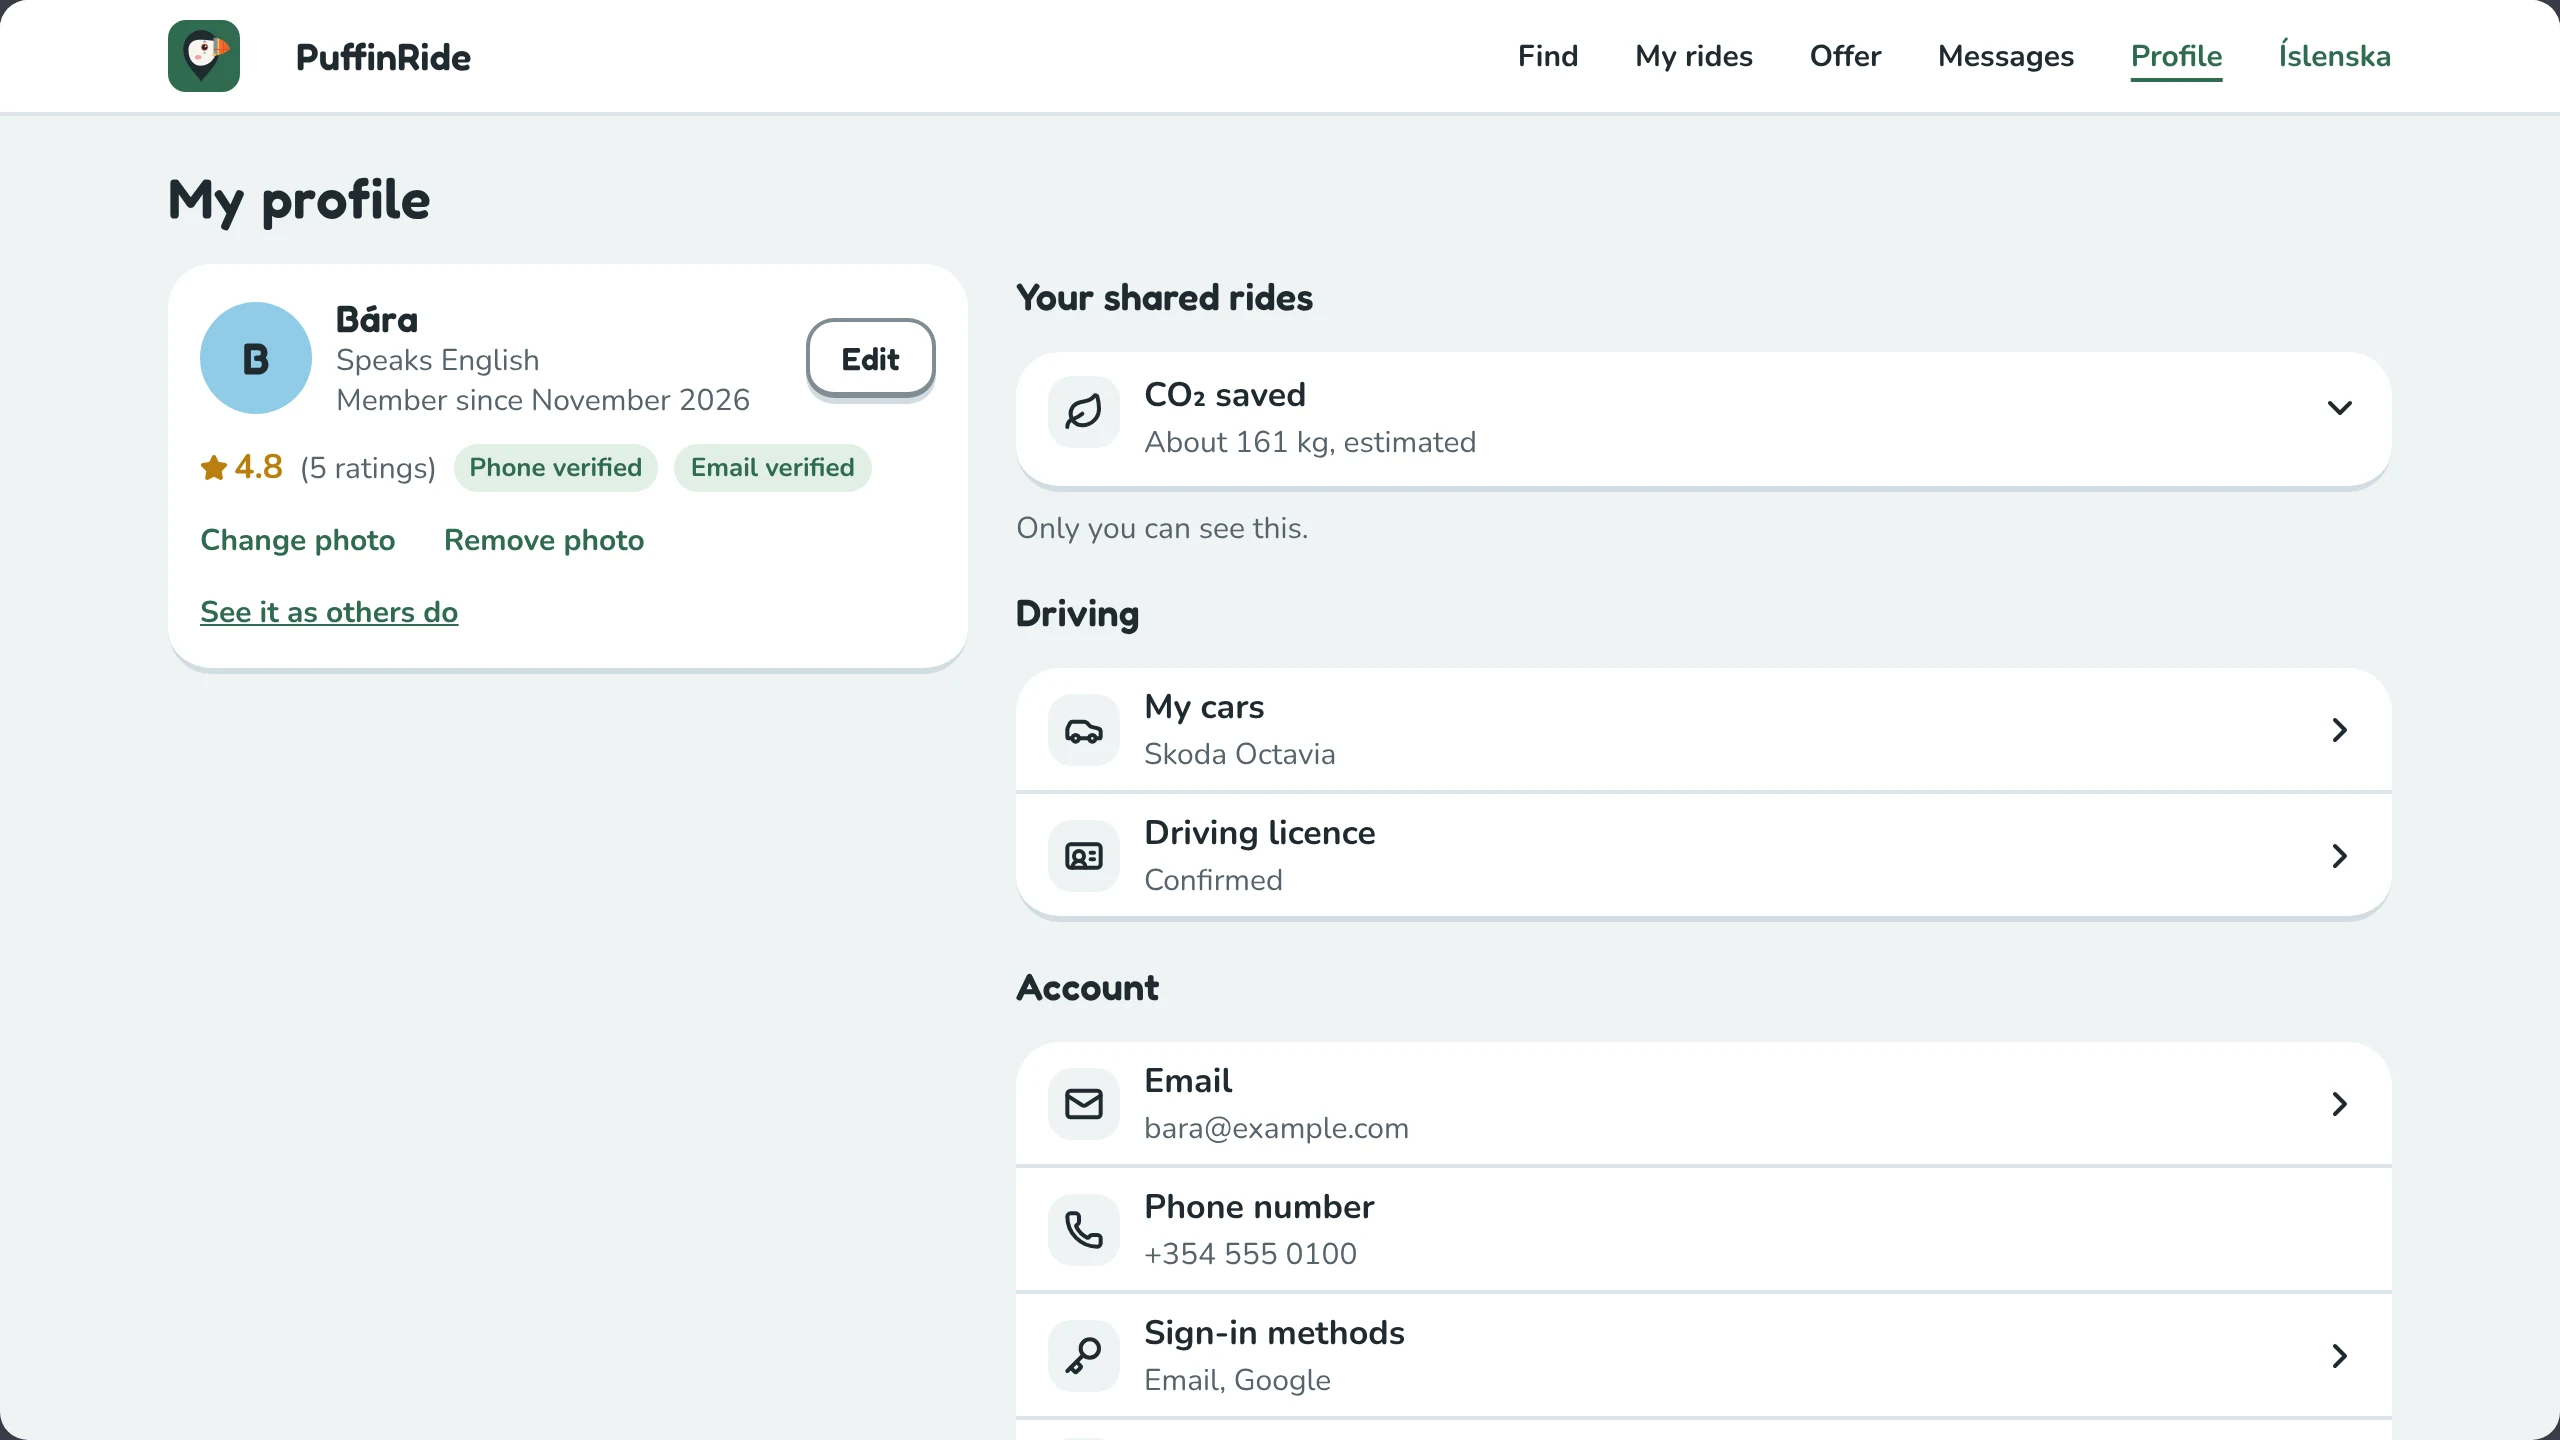 PuffinRide
Find
My rides
Offer
Messages
Profile
Íslenska
My profile
B
Bára
Speaks English
Member since November 2026
Edit
4.8 (5 ratings)
Phone verified
Email verified
Change photo
Remove photo
See it as others do
Your shared rides
CO₂ saved
About 161 kg, estimated
Only you can see this.
Driving
My cars
Skoda Octavia
Driving licence
Confirmed
Account
Email
bara@example.com
Phone number
+354 555 0100
Sign-in methods
Email, Google